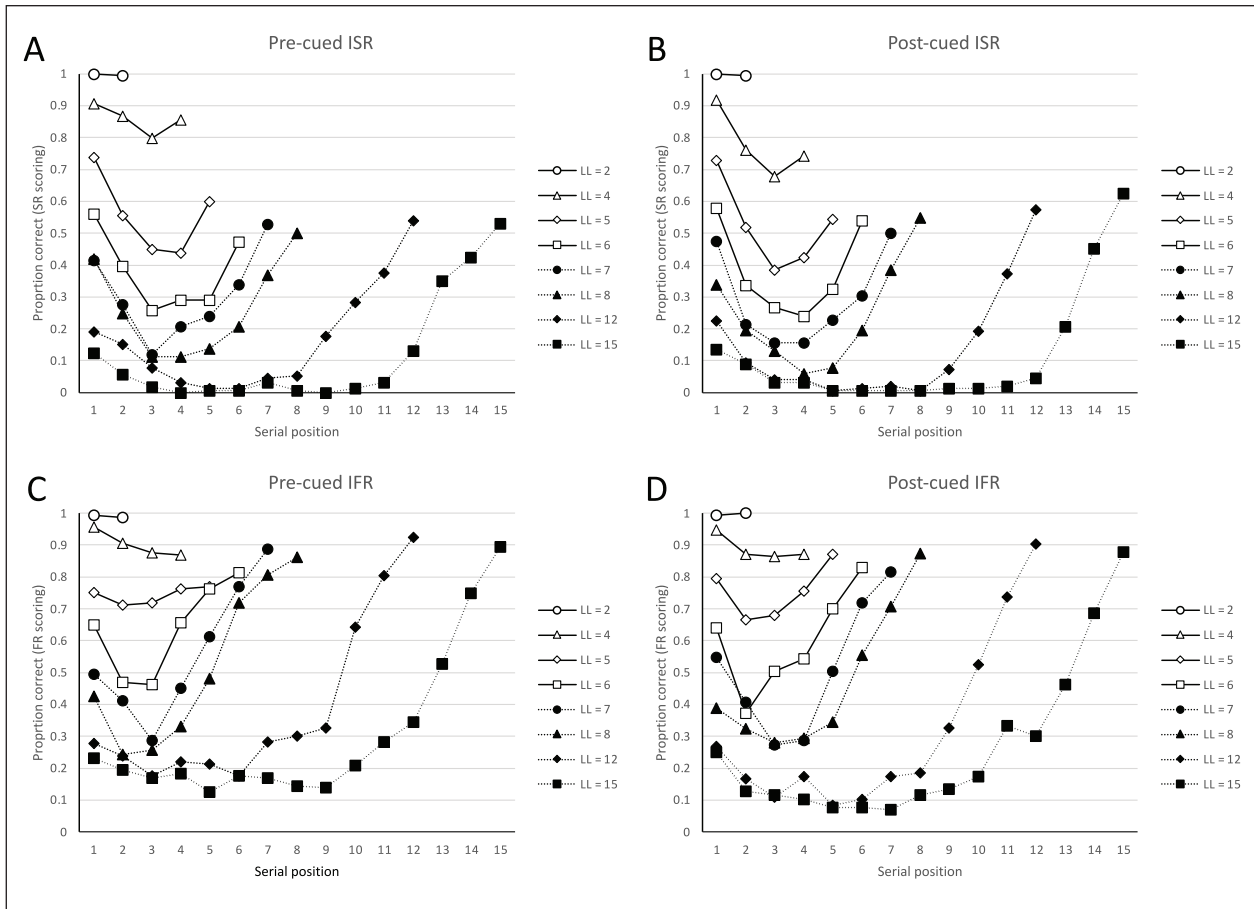 A
Pre-cued ISR
Proprtion correct (SR scoring)
1
0.9
0.8
0.7
0.6
0.5
0.4
0.3
0.2
0.1
0
1 2 3 4 5 6 7 8 9 10 11 12 13 14 15
Serial position
LL = 2
LL = 4
LL = 5
LL = 6
LL = 7
LL = 8
LL = 12
LL = 15
B
Post-cued ISR
Proprtion correct (SR scoring)
1
0.9
0.8
0.7
0.6
0.5
0.4
0.3
0.2
0.1
0
1 2 3 4 5 6 7 8 9 10 11 12 13 14 15
Serial position
LL = 2
LL = 4
LL = 5
LL = 6
LL = 7
LL = 8
LL = 12
LL = 15
C
Pre-cued IFR
Proprtion correct (FR scoring)
1
0.9
0.8
0.7
0.6
0.5
0.4
0.3
0.2
0.1
0
1 2 3 4 5 6 7 8 9 10 11 12 13 14 15
Serial position
LL = 2
LL = 4
LL = 5
LL = 6
LL = 7
LL = 8
LL = 12
LL = 15
D
Post-cued IFR
Proprtion correct (FR scoring)
1
0.9
0.8
0.7
0.6
0.5
0.4
0.3
0.2
0.1
0
1 2 3 4 5 6 7 8 9 10 11 12 13 14 15
Serial position
LL = 2
LL = 4
LL = 5
LL = 6
LL = 7
LL = 8
LL = 12
LL = 15